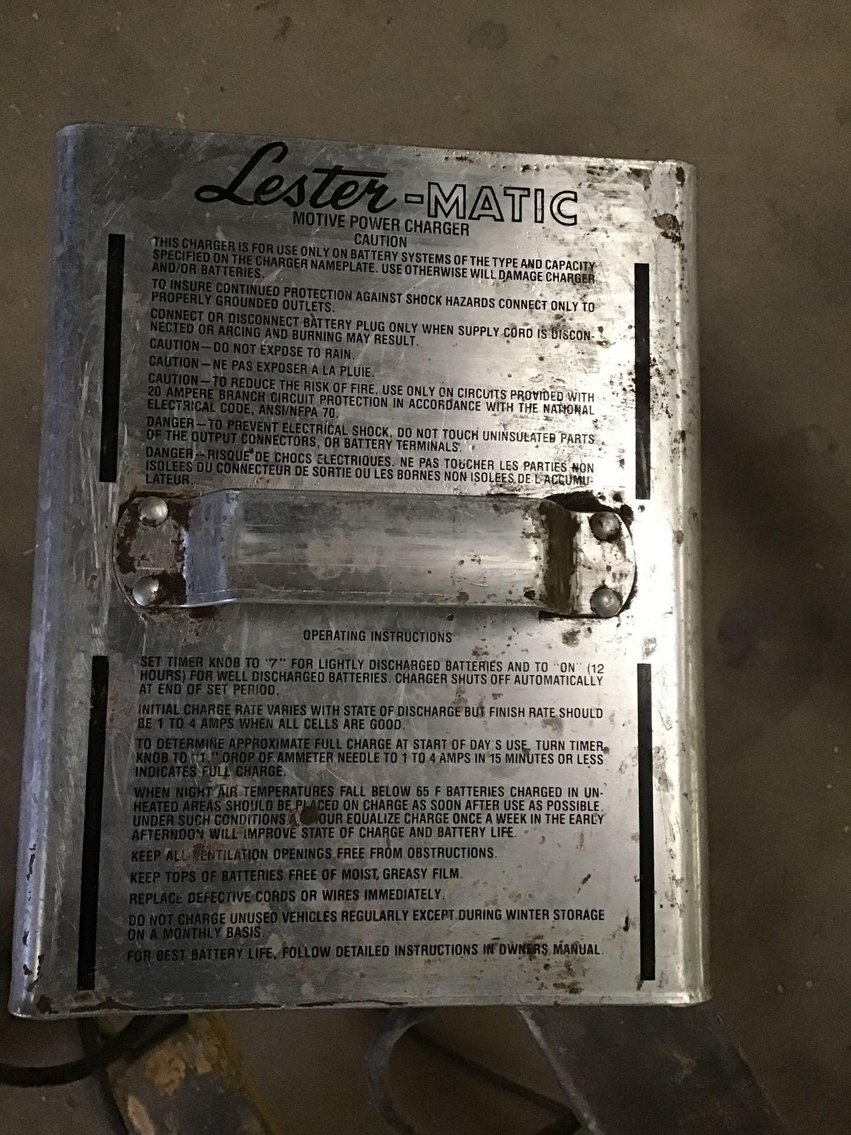 Lester-MATIC
MOTIVE POWER CHARGER
CAUTION
THIS CHARGER IS FOR USE ONLY ON BATTERY SYSTEMS OF THE TYPE AND CAPACITY
SPECIFIED ON THE CHARGER NAMEPLATE. USE OTHERWISE WILL DAMAGE CHARGER
AND/OR BATTERIES.
TO INSURE CONTINUED PROTECTION AGAINST SHOCK HAZARDS CONNECT ONLY TO
PROPERLY GROUNDED OUTLETS.
CONNECT OR DISCONNECT BATTERY PLUG ONLY WHEN SUPPLY CORD IS DISCON-
NECTED OR ARCING AND BURNING MAY RESULT.
CAUTION—DO NOT EXPOSE TO RAIN.
CAUTION—NE PAS EXPOSER A LA PLUIE.
CAUTION—TO REDUCE THE RISK OF FIRE, USE ONLY ON CIRCUITS PROVIDED WITH
20 AMPERE BRANCH CIRCUIT PROTECTION IN ACCORDANCE WITH THE NATIONAL
ELECTRICAL CODE, ANSI/NFPA 70.
DANGER—TO PREVENT ELECTRICAL SHOCK, DO NOT TOUCH UNINSULATED PARTS
OF THE OUTPUT CONNECTORS, OR BATTERY TERMINALS.
DANGER—RISQUE DE CHOCS ELECTRIQUES. NE PAS TOUCHER LES PARTIES NON
ISOLEES DU CONNECTEUR DE SORTIE OU LES BORNES NON ISOLEES DE L'ACCUMU-
LATEUR.
OPERATING INSTRUCTIONS
SET TIMER KNOB TO "7" FOR LIGHTLY DISCHARGED BATTERIES AND TO "ON" (12
HOURS) FOR WELL DISCHARGED BATTERIES. CHARGER SHUTS OFF AUTOMATICALLY
AT END OF SET PERIOD.
INITIAL CHARGE RATE VARIES WITH STATE OF DISCHARGE BUT FINISH RATE SHOULD
BE 1 TO 4 AMPS WHEN ALL CELLS ARE GOOD.
TO DETERMINE APPROXIMATE FULL CHARGE AT START OF DAY'S USE, TURN TIMER
KNOB TO "1." DROP OF AMMETER NEEDLE TO 1 TO 4 AMPS IN 15 MINUTES OR LESS
INDICATES FULL CHARGE.
WHEN NIGHT AIR TEMPERATURES FALL BELOW 65 F BATTERIES CHARGED IN UN-
HEATED AREAS SHOULD BE PLACED ON CHARGE AS SOON AFTER USE AS POSSIBLE.
UNDER SUCH CONDITIONS EQUALIZE CHARGE ONCE A WEEK IN THE EARLY
AFTERNOON WILL IMPROVE STATE OF CHARGE AND BATTERY LIFE.
KEEP ALL VENTILATION OPENINGS FREE FROM OBSTRUCTIONS.
KEEP TOPS OF BATTERIES FREE OF MOIST, GREASY FILM.
REPLACE DEFECTIVE CORDS OR WIRES IMMEDIATELY.
DO NOT CHARGE UNUSED VEHICLES REGULARLY EXCEPT DURING WINTER STORAGE
ON A MONTHLY BASIS
FOR BEST BATTERY LIFE, FOLLOW DETAILED INSTRUCTIONS IN OWNERS MANUAL.